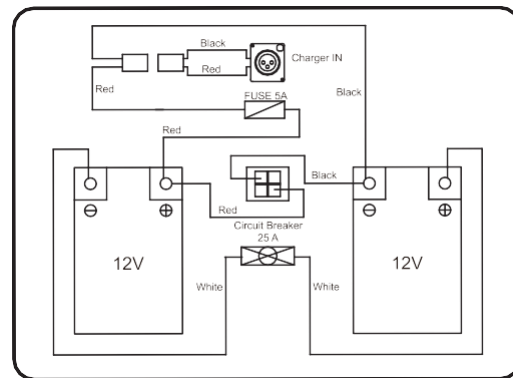 Black
Charger IN
Red
Red
FUSE 5A
Black
Red
Black
Red
Circuit Breaker
25 A
12V
12V
White
White